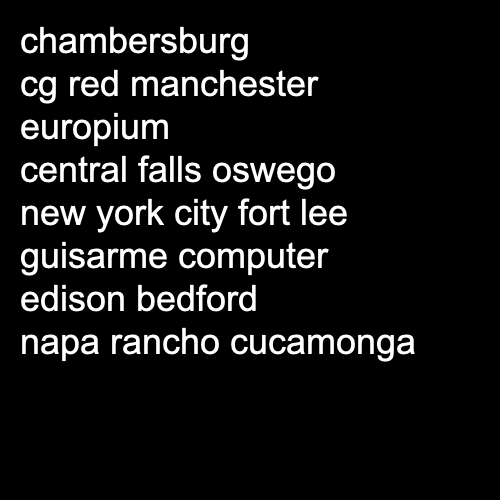 chambersburg
cg red manchester
europium
central falls oswego
new york city fort lee
guisarme computer
edison bedford
napa rancho cucamonga